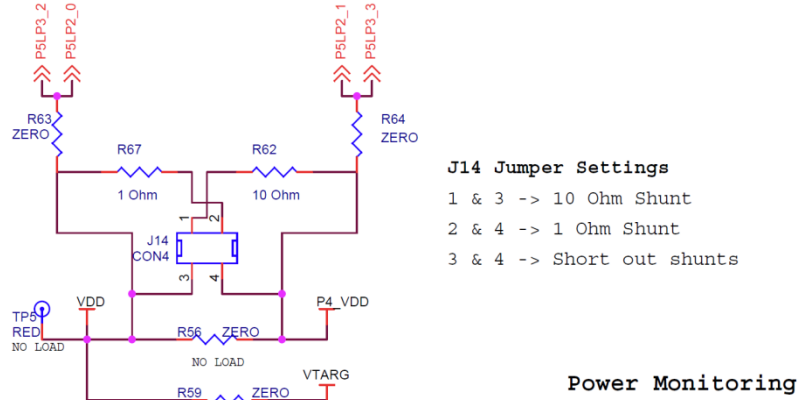 P5LP3_2
P5LP2_0
P5LP2_1
P5LP3_3
R63
ZERO
R64
ZERO
R67
1 Ohm
R62
10 Ohm
J14 Jumper Settings
1 & 3 -> 10 Ohm Shunt
2 & 4 -> 1 Ohm Shunt
3 & 4 -> Short out shunts
1
2
J14
CON4
3
4
TP5
RED
NO LOAD
VDD
R56
ZERO
NO LOAD
P4_VDD
VTARG
R59
ZERO
Power Monitoring